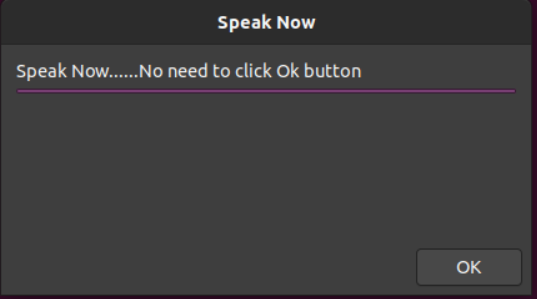 Speak Now
Speak Now......No need to click Ok button
OK